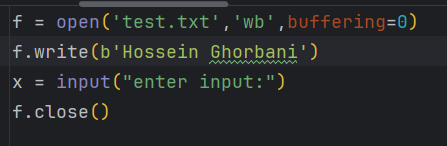 f = open('test.txt','wb',buffering=0)
f.write(b'Hossein Ghorbani')
x = input("enter input:")
f.close()